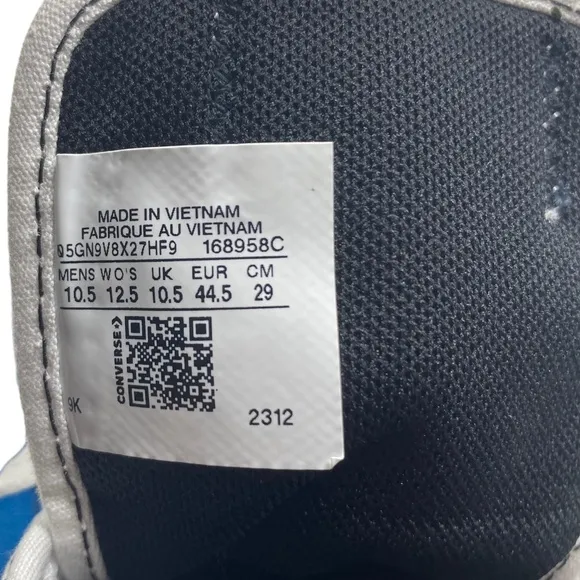 MADE IN VIETNAM
FABRIQUE AU VIETNAM
5GN9V8X27HF9 168958C
MENS WO'S UK EUR CM
10.5 12.5 10.5 44.5 29
CONVERSE
9K
2312